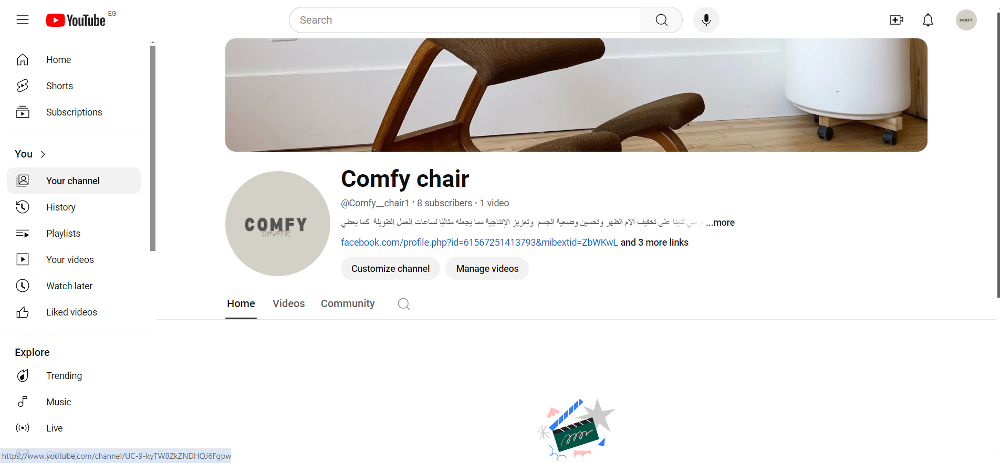 YouTube EG
Search
COMFY
Home
Shorts
Subscriptions
You
Your channel
History
Playlists
Your videos
Watch later
Liked videos
Explore
Trending
Music
Live
Gaming
https://www.youtube.com/channel/UC-9-kyTW8ZkZNDHQJ6Fgpw
COMFY
CHAIR
Comfy chair
@Comfy__chair1 · 8 subscribers · 1 video
لدينا على تخفيف آلام الظهر وتحسين وضعية الجسم وتعزيز الإنتاجية مما يجعله مثاليًا لساعات العمل الطويلة كما يعطي ...more
facebook.com/profile.php?id=61567251413793&mibextid=ZbWKwL and 3 more links
Customize channel
Manage videos
Home
Videos
Community